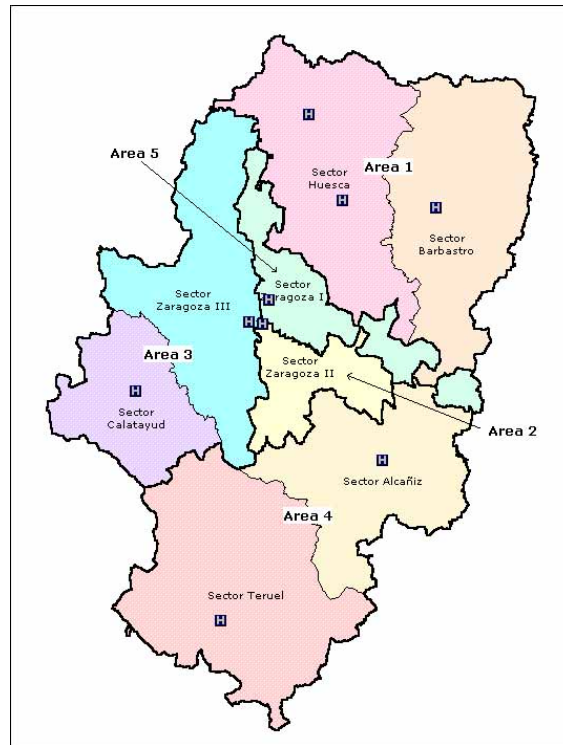 H
Area 5
Sector
Huesca
Area 1
H
H
Sector
Barbastro
Sector
Zaragoza III
Sector
ragoza I
H
H
H
Area 3
Sector
Zaragoza II
H
Sector
Calatayud
Area 2
H
Sector Alcañiz
Area 4
Sector Teruel
H